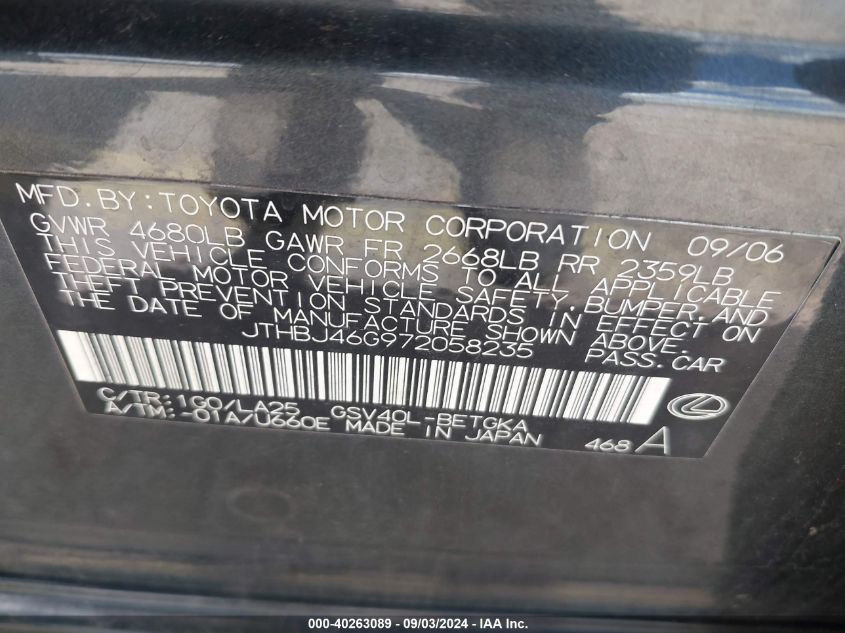 MFD.BY:TOYOTA MOTOR CORPORATION 09/06
GVWR 4680LB GAWR FR 2668LB RR 2359LB
THIS VEHICLE CONFORMS TO ALL APPLICABLE
FEDERAL MOTOR VEHICLE SAFETY,BUMPER,AND
THEFT PREVENTION STANDARDS IN EFFECT ON
THE DATE OF MANUFACTURE SHOWN ABOVE.
JTHBJ46G972058235 PASS.CAR
C/TR:1G0/LA25 GSV40L-BETGKA
A/TM:-01A/U660E MADE IN JAPAN 468 A
000-40263089 - 09/03/2024 - IAA Inc.